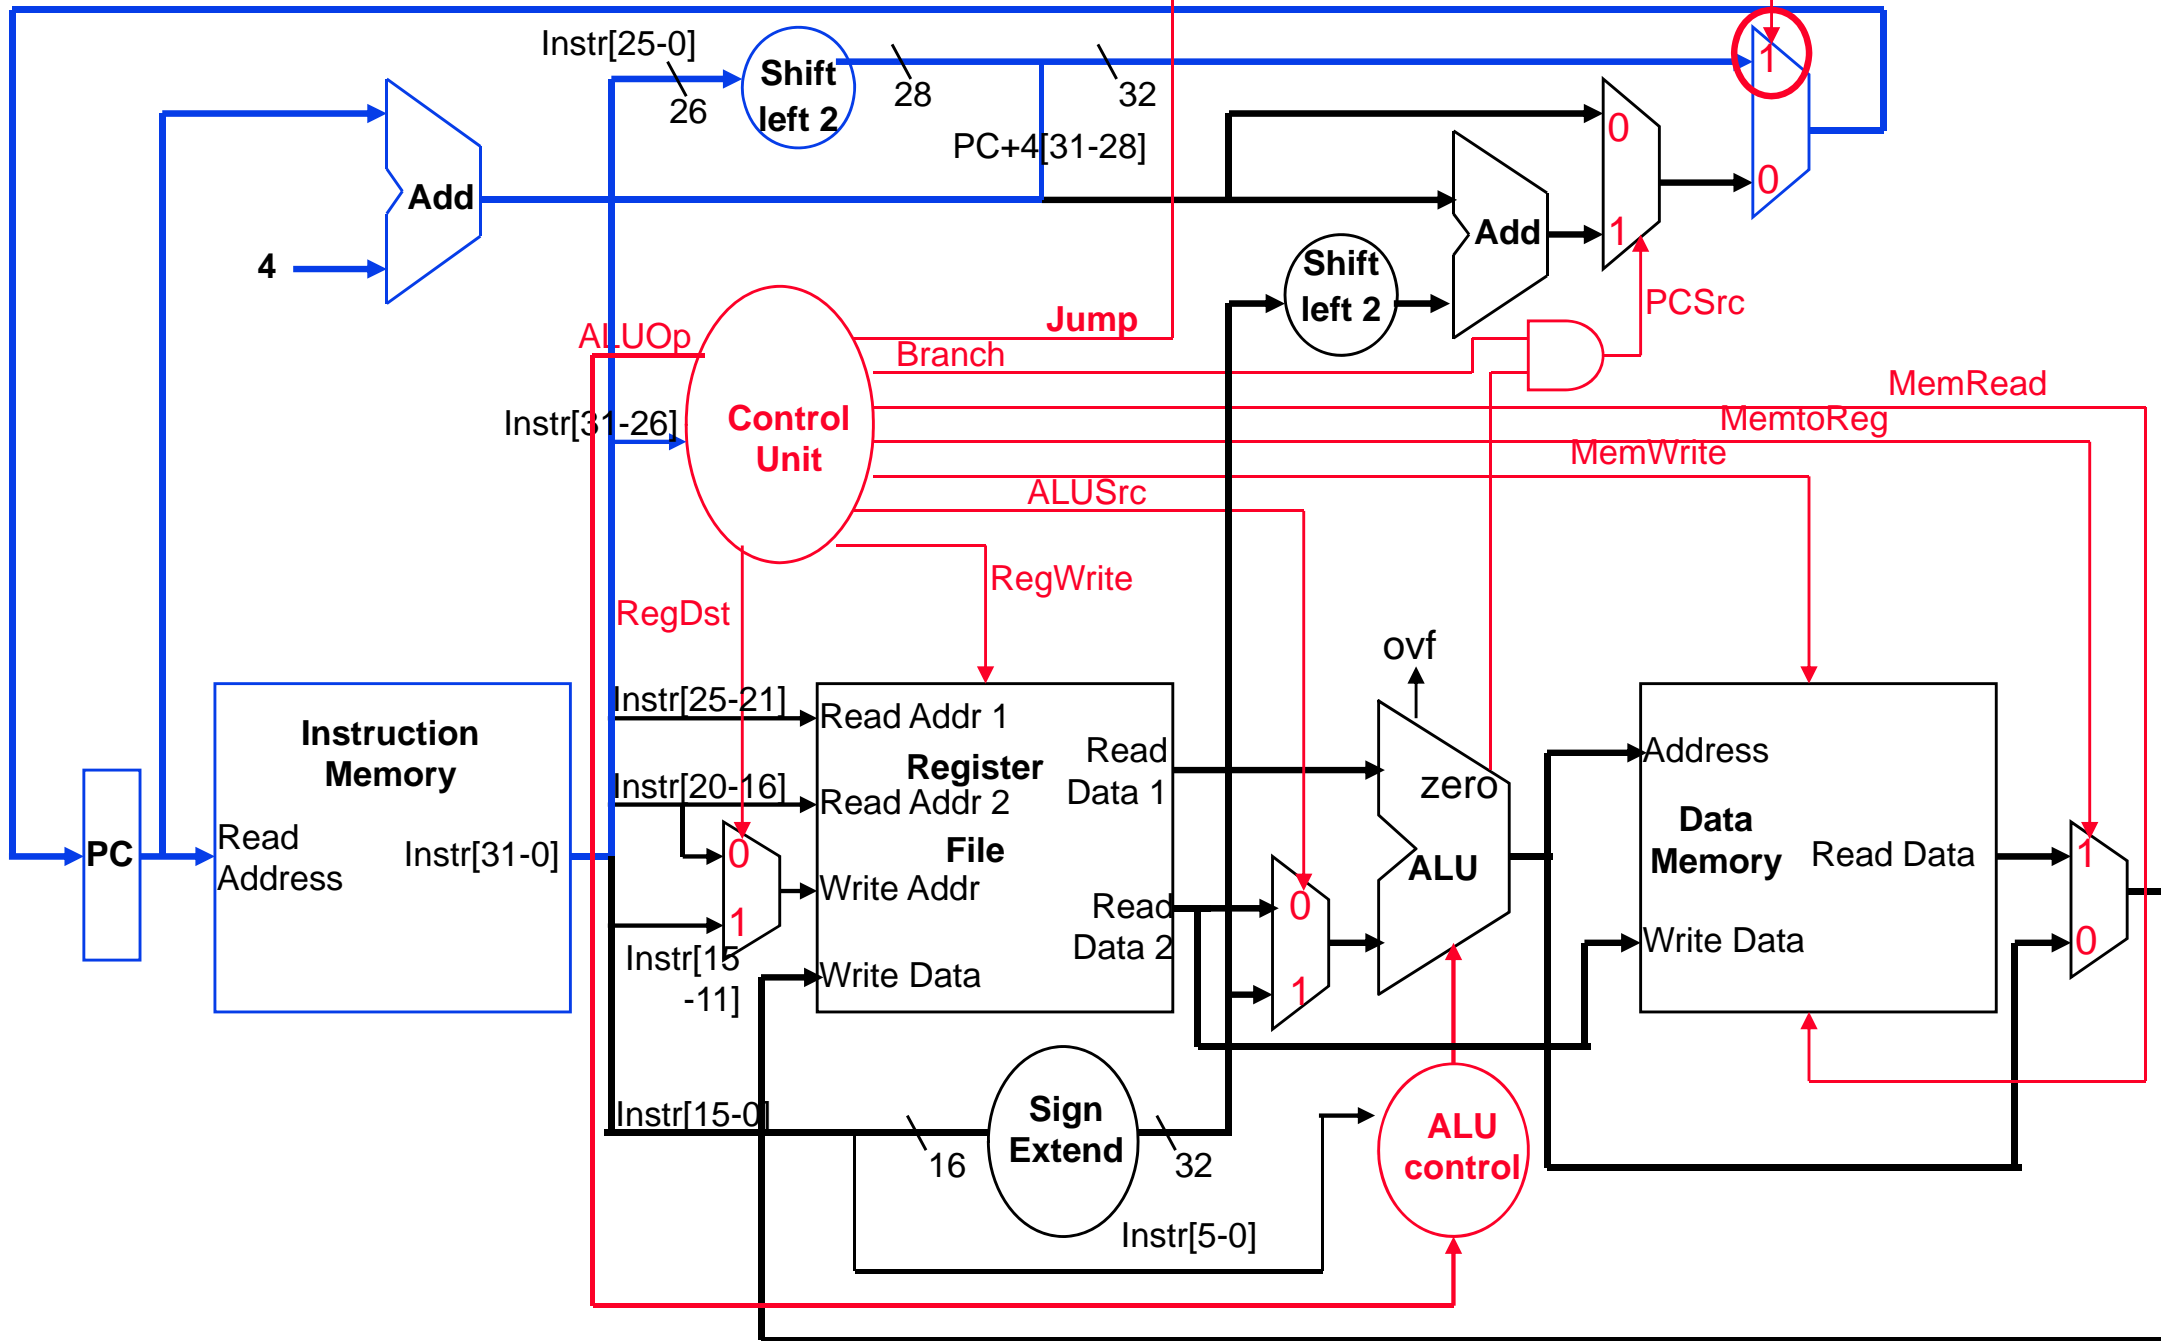 Instr[25-0]
Shift
left 2
26
28
32
1
PC+4[31-28]
0
0
1
Add
4
Add
Shift
left 2
PCSrc
ALUOp
Jump
Branch
MemRead
Instr[31-26]
Control
Unit
MemtoReg
MemWrite
ALUSrc
RegWrite
RegDst
ovf
Instruction
Memory
Read
Address
Instr[31-0]
PC
Instr[25-21]
Read Addr 1
Register
File
Read
Data 1
Instr[20-16]
Read Addr 2
0
1
Write Addr
Read
Data 2
Instr[15
-11]
Write Data
0
1
zero
ALU
Address
Data
Memory
Read Data
Write Data
1
0
Instr[15-0]
16
Sign
Extend
32
ALU
control
Instr[5-0]